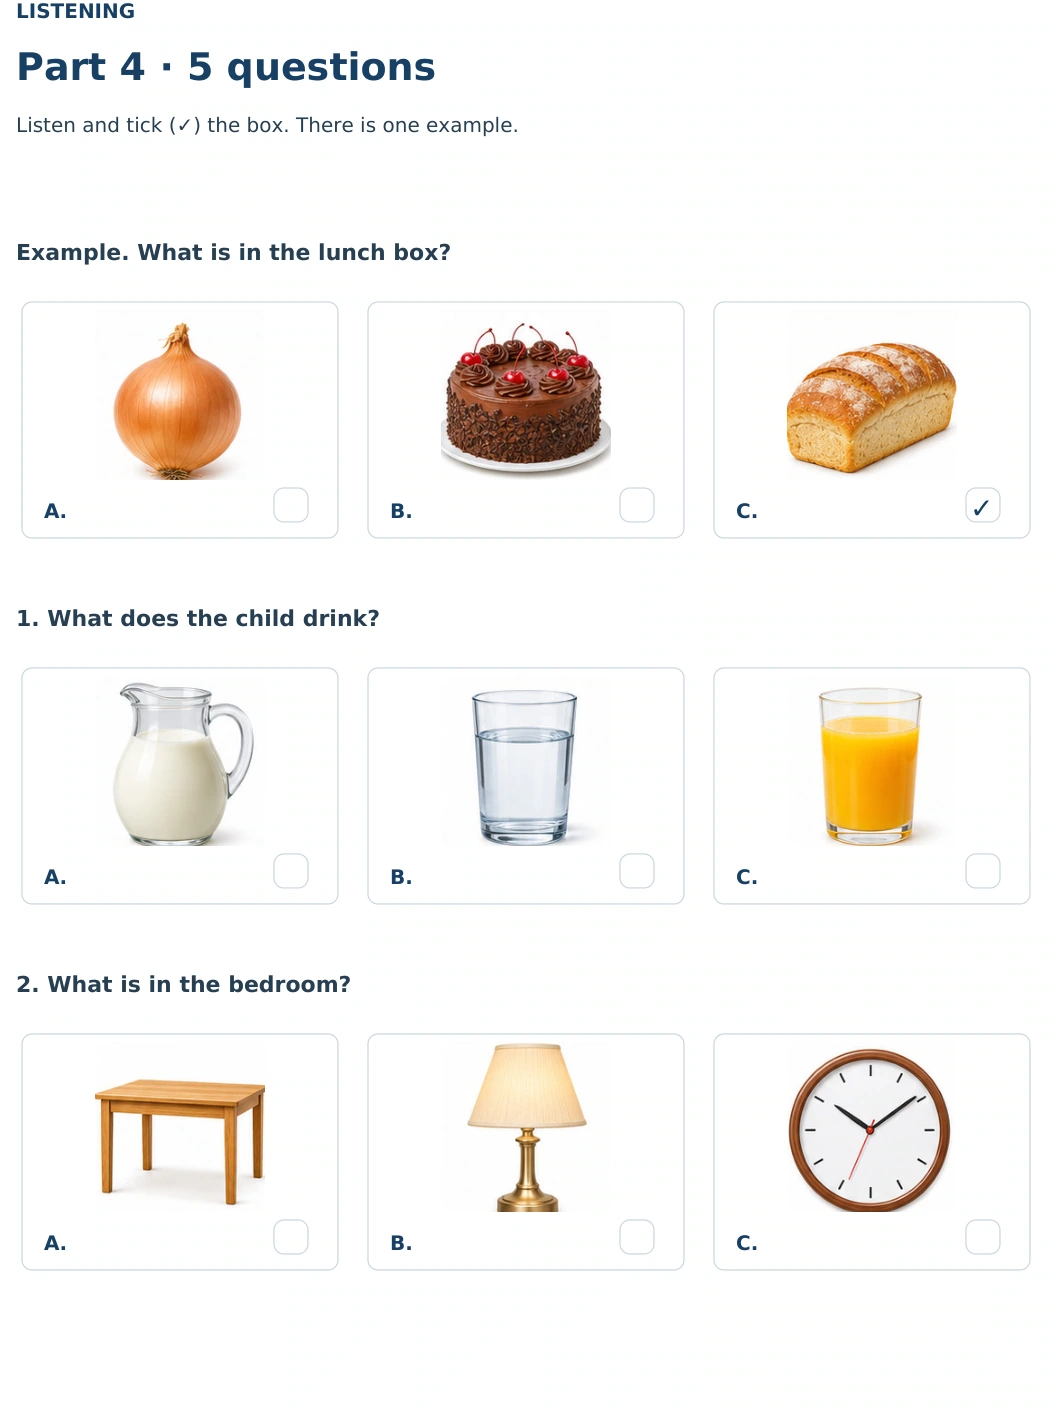 LISTENING
Part 4 · 5 questions
Listen and tick (✓) the box. There is one example.
Example. What is in the lunch box?
A. B. C. ✓
1. What does the child drink?
A. B. C.
2. What is in the bedroom?
A. B. C.